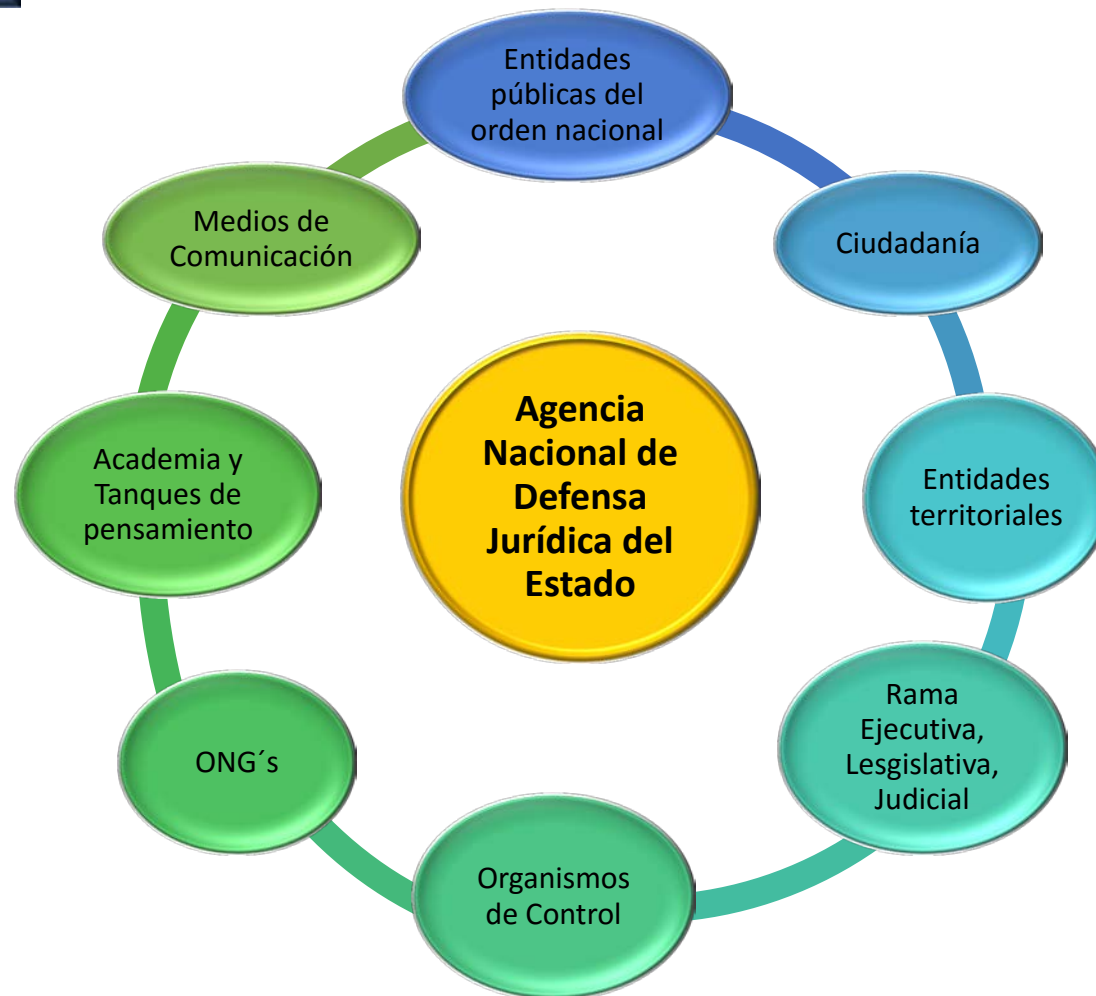 Entidades
públicas del
orden nacional
Ciudadanía
Entidades
territoriales
Rama
Ejecutiva,
Lesgislativa,
Judicial
Organismos
de Control
ONG´s
Academia y
Tanques de
pensamiento
Medios de
Comunicación
Agencia
Nacional de
Defensa
Jurídica del
Estado